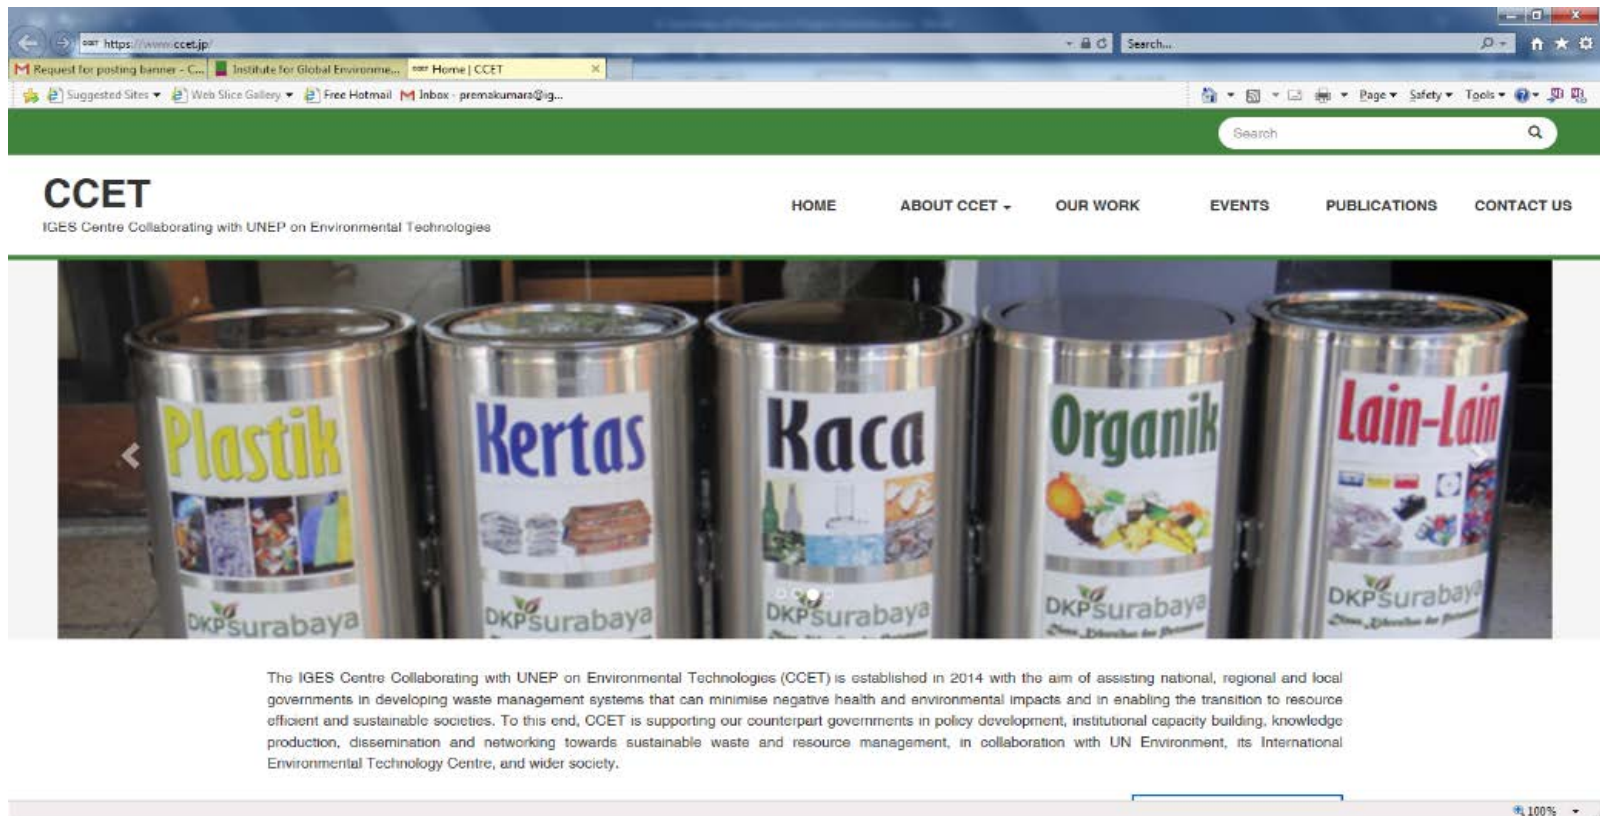 https://www.ccet.jp/
Search...
Request for posting banner - C...
Institute for Global Environme...
Home | CCET
Suggested Sites
Web Slice Gallery
Free Hotmail
Inbox - premakumara@ig...
Page
Safety
Tools
Search
CCET
IGES Centre Collaborating with UNEP on Environmental Technologies
HOME
ABOUT CCET
OUR WORK
EVENTS
PUBLICATIONS
CONTACT US
Plastik
Kertas
Kaca
Organik
Lain-Lain
DKPSurabaya
DKPSurabaya
DKPSurabaya
DKPSurabaya
DKPSurabaya
The IGES Centre Collaborating with UNEP on Environmental Technologies (CCET) is established in 2014 with the aim of assisting national, regional and local
governments in developing waste management systems that can minimise negative health and environmental impacts and in enabling the transition to resource
efficient and sustainable societies. To this end, CCET is supporting our counterpart governments in policy development, institutional capacity building, knowledge
production, dissemination and networking towards sustainable waste and resource management, in collaboration with UN Environment, its International
Environmental Technology Centre, and wider society.
100%